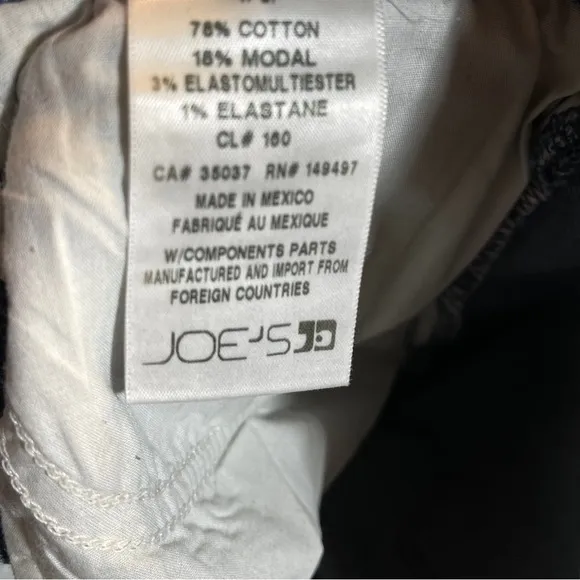 78% COTTON
18% MODAL
3% ELASTOMULTIESTER
1% ELASTANE
CL# 160
CA# 35037 RN# 149497
MADE IN MEXICO
FABRIQUÉ AU MEXIQUE
W/COMPONENTS PARTS
MANUFACTURED AND IMPORT FROM
FOREIGN COUNTRIES
JOE'S